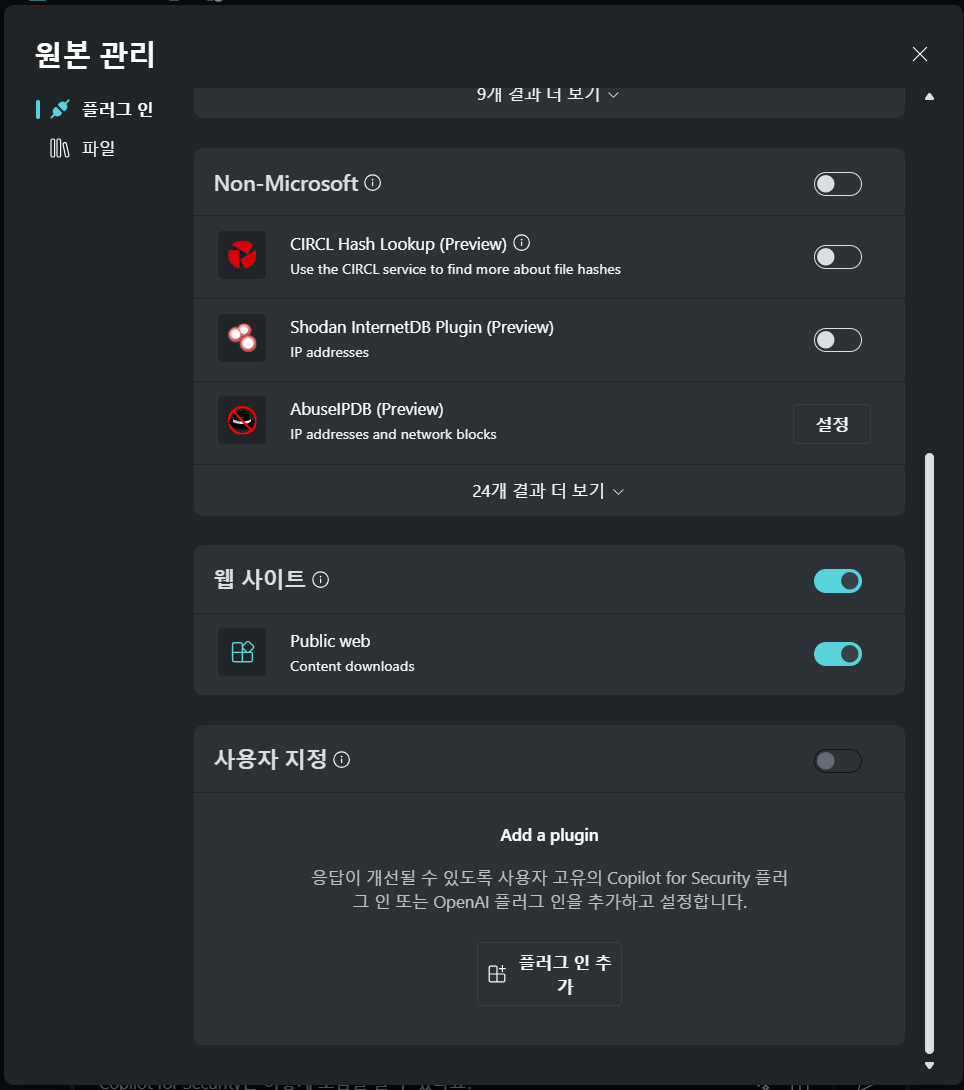 원본 관리
플러그 인
파일
9개 결과 더 보기
Non-Microsoft
CIRCL Hash Lookup (Preview)
Use the CIRCL service to find more about file hashes
Shodan InternetDB Plugin (Preview)
IP addresses
AbuseIPDB (Preview)
IP addresses and network blocks
설정
24개 결과 더 보기
웹 사이트
Public web
Content downloads
사용자 지정
Add a plugin
응답이 개선될 수 있도록 사용자 고유의 Copilot for Security 플러
그 인 또는 OpenAI 플러그 인을 추가하고 설정합니다.
플러그 인 추
가